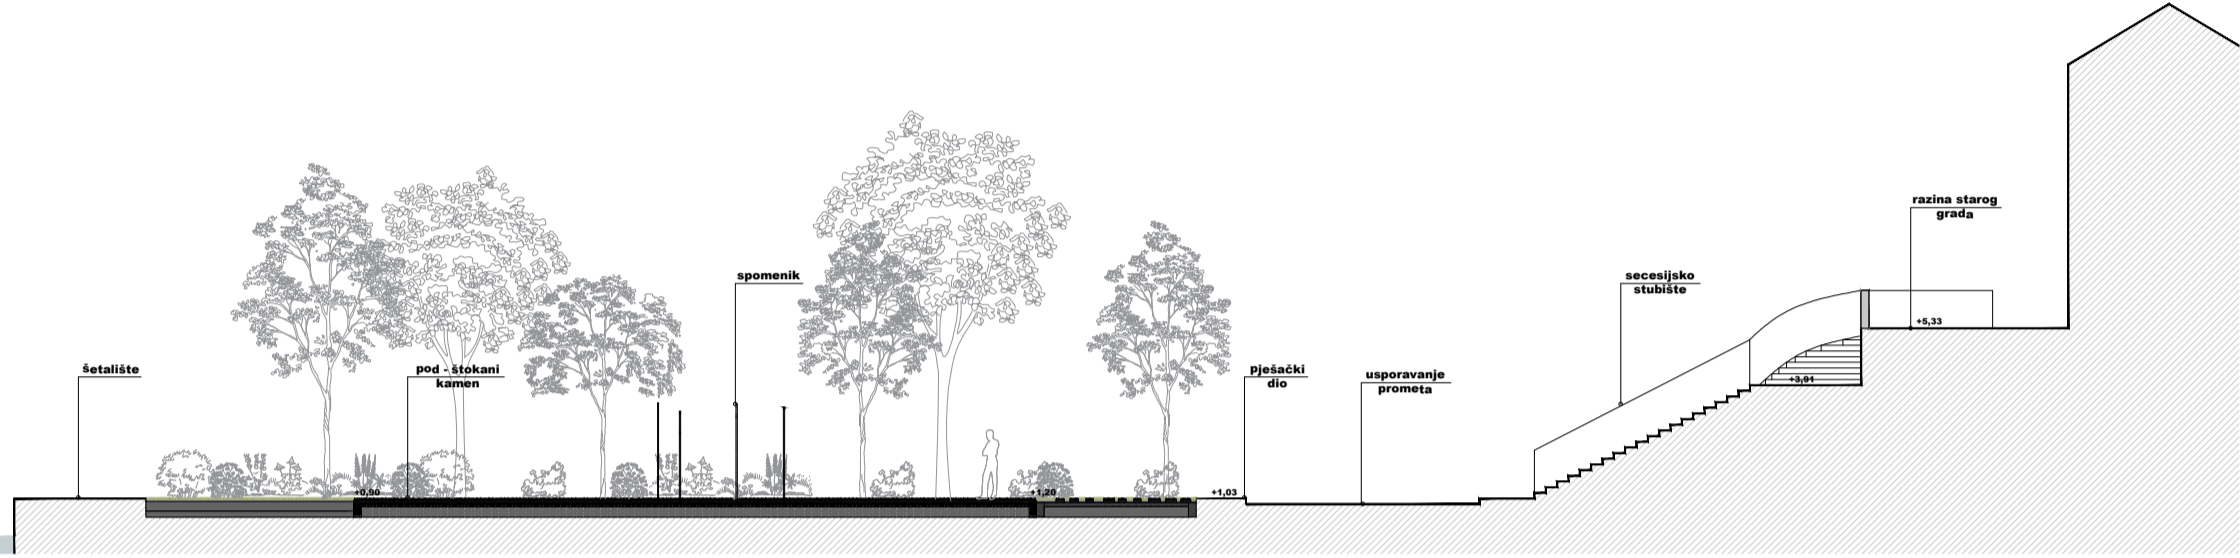 šetalište
pod - štokani
kamen
+0,90
spomenik
+1,20
+1,03
pješački
dio
usporavanje
prometa
secesijsko
stubište
+3,91
+5,33
razina starog
grada